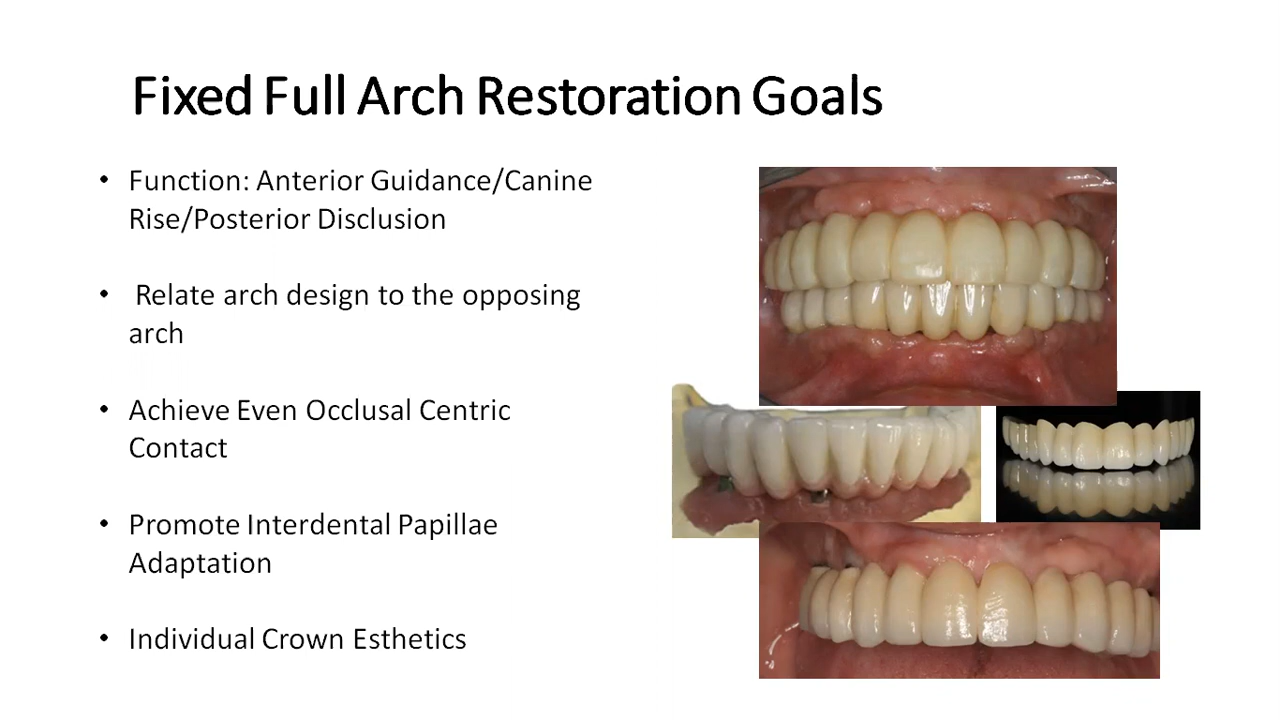 Fixed Full Arch Restoration Goals
• Function: Anterior Guidance/Canine
Rise/Posterior Disclusion
• Relate arch design to the opposing
arch
• Achieve Even Occlusal Centric
Contact
• Promote Interdental Papillae
Adaptation
• Individual Crown Esthetics